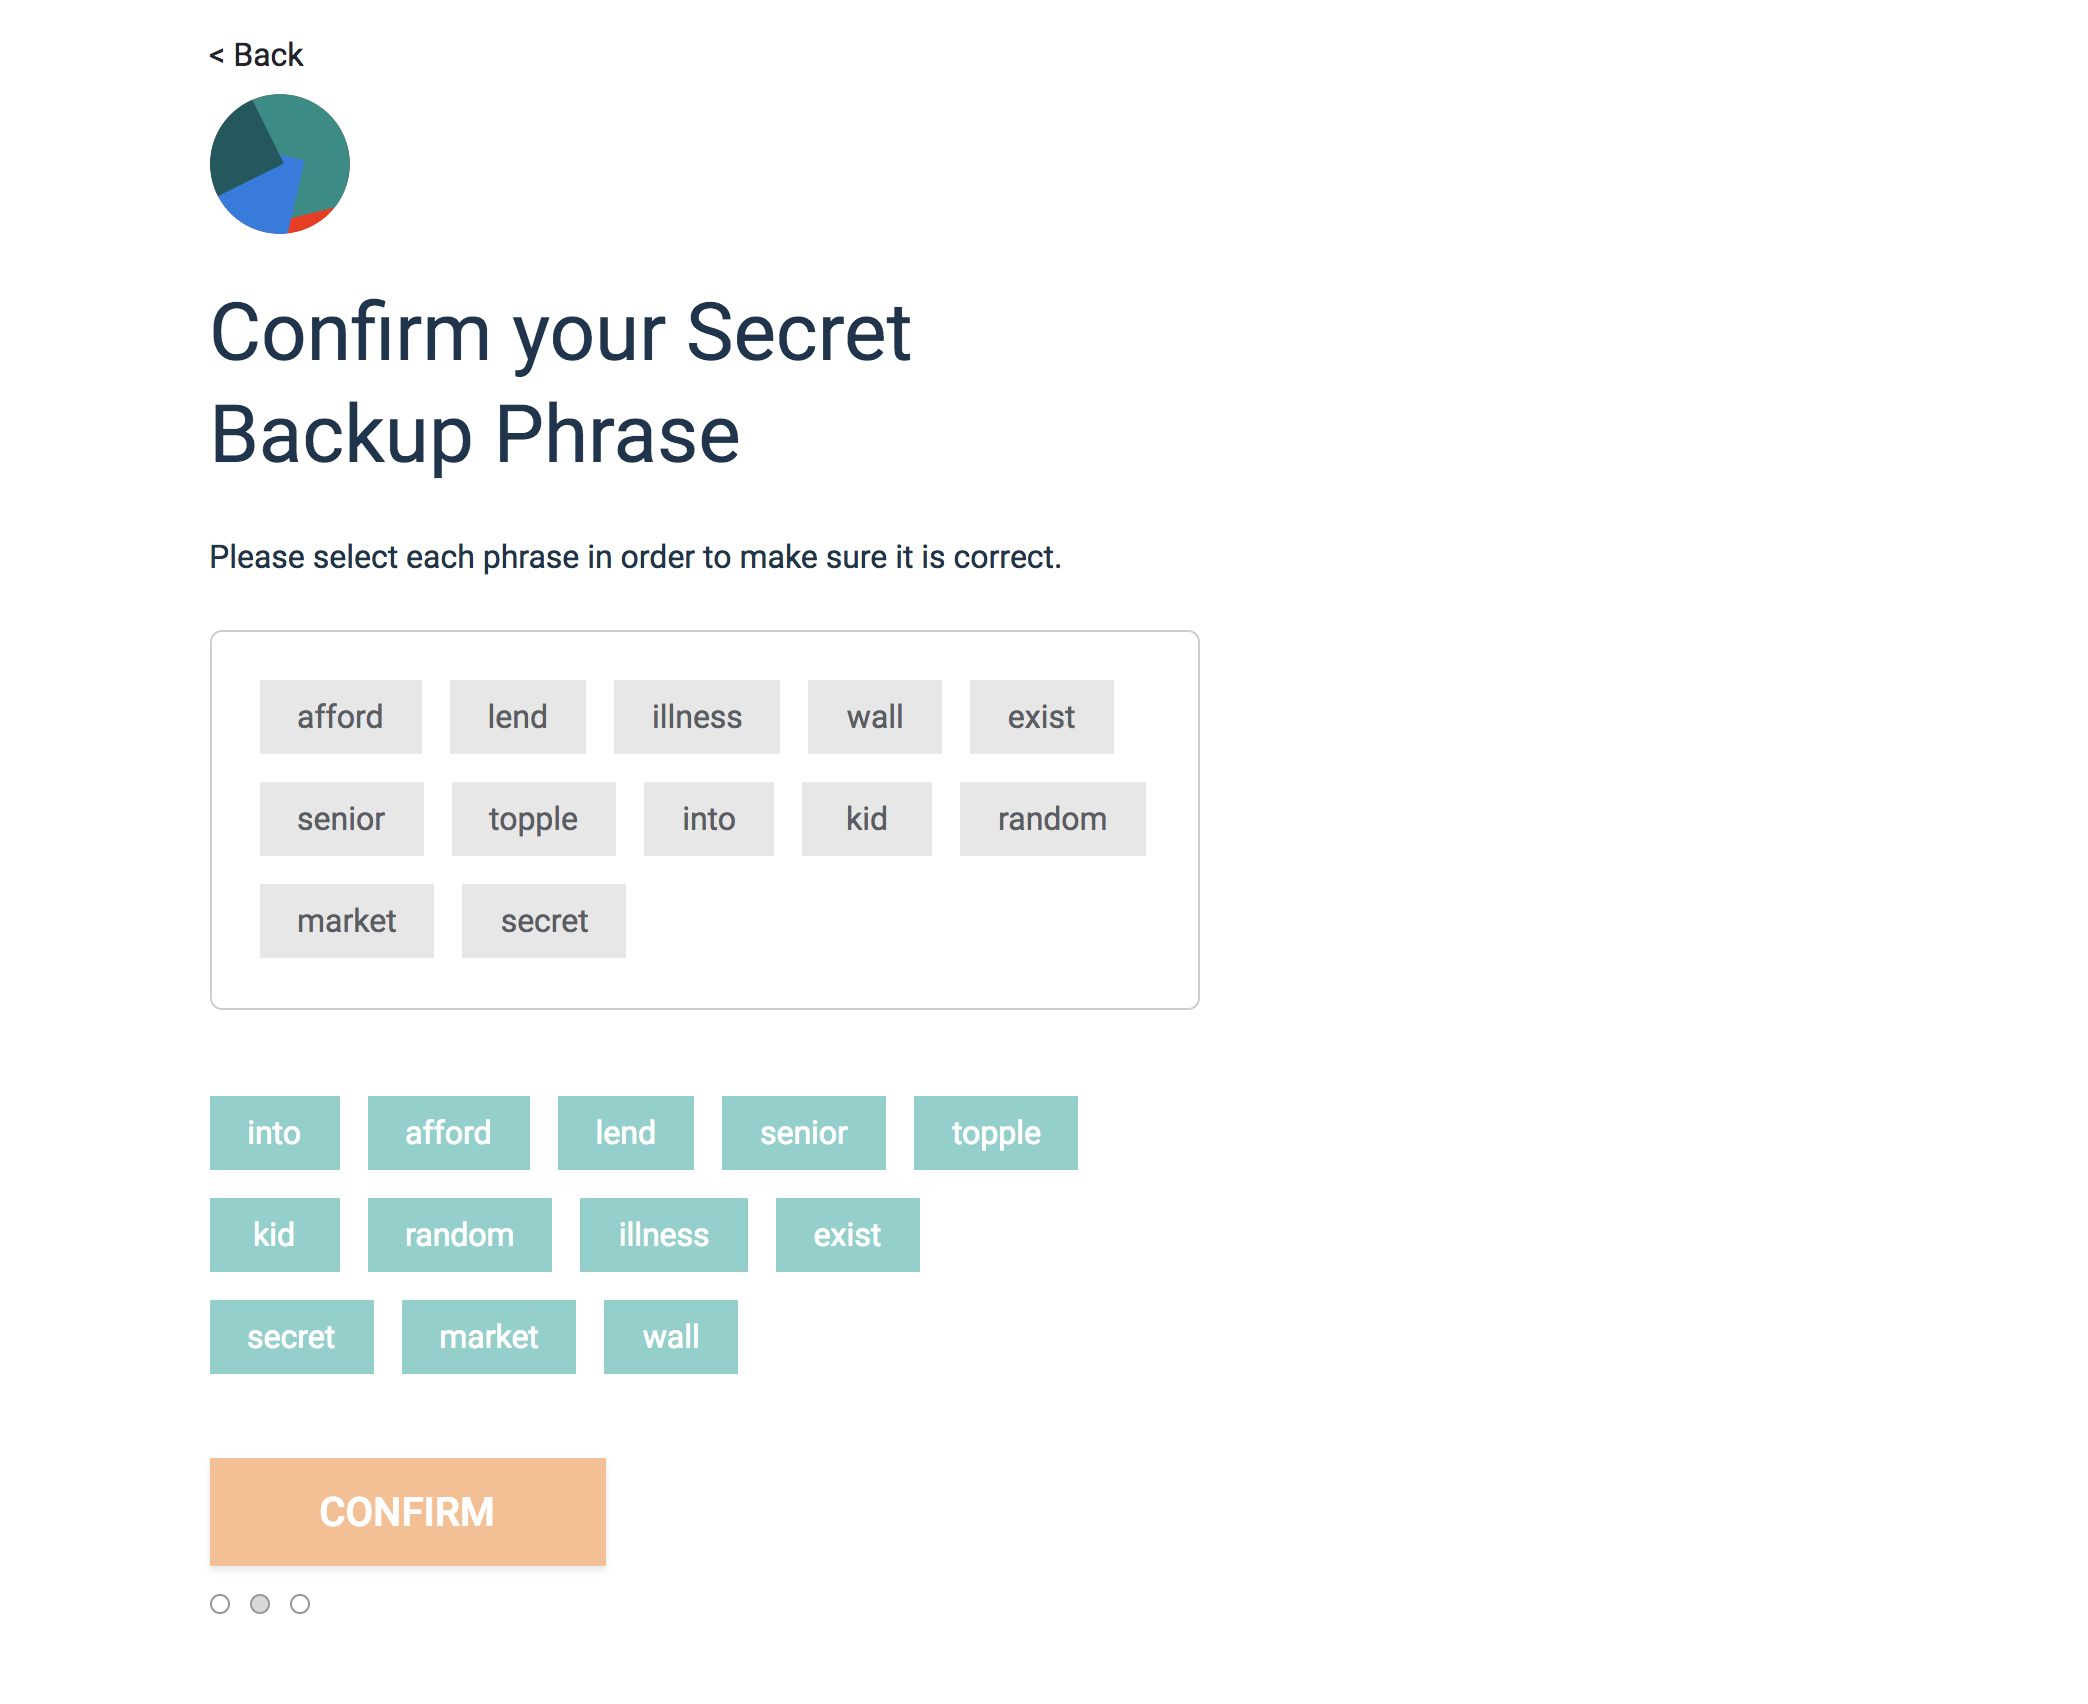 < Back
Confirm your Secret
Backup Phrase
Please select each phrase in order to make sure it is correct.
afford lend illness wall exist
senior topple into kid random
market secret
into afford lend senior topple
kid random illness exist
secret market wall
CONFIRM